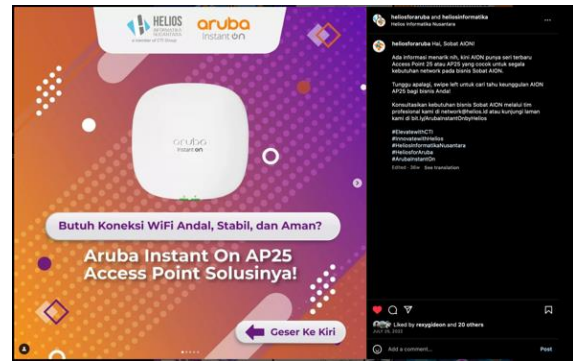 HELIOS
INFORMATIKA
NUSANTARA
a member of CTI Group
aruba
instant on
aruba
instant on
Butuh Koneksi WiFi Andal, Stabil, dan Aman?
Aruba Instant On AP25
Access Point Solusinya!
Geser Ke Kiri
heliosforaruba and heliosinformatika
Helios Informatika Nusantara
heliosforaruba Hai, Sobat AION!
Ada informasi menarik nih, kini AION punya seri terbaru
Access Point 25 atau AP25 yang cocok untuk segala
kebutuhan network pada bisnis Sobat AION.
Tunggu apalagi, swipe left untuk cari tahu keunggulan AION
AP25 bagi bisnis Anda!
Konsultasikan kebutuhan bisnis Sobat AION melalui tim
profesional kami di network@helios.id atau kunjungi laman
kami di bit.ly/ArubaInstantOnbyHelios
#ElevatewithCTI
#InnovatewithHelios
#HeliosInformatikaNusantara
#HeliosforAruba
#ArubaInstantOn
Edited · 38w See translation
Liked by rexygideon and 20 others
Add a comment...
Post